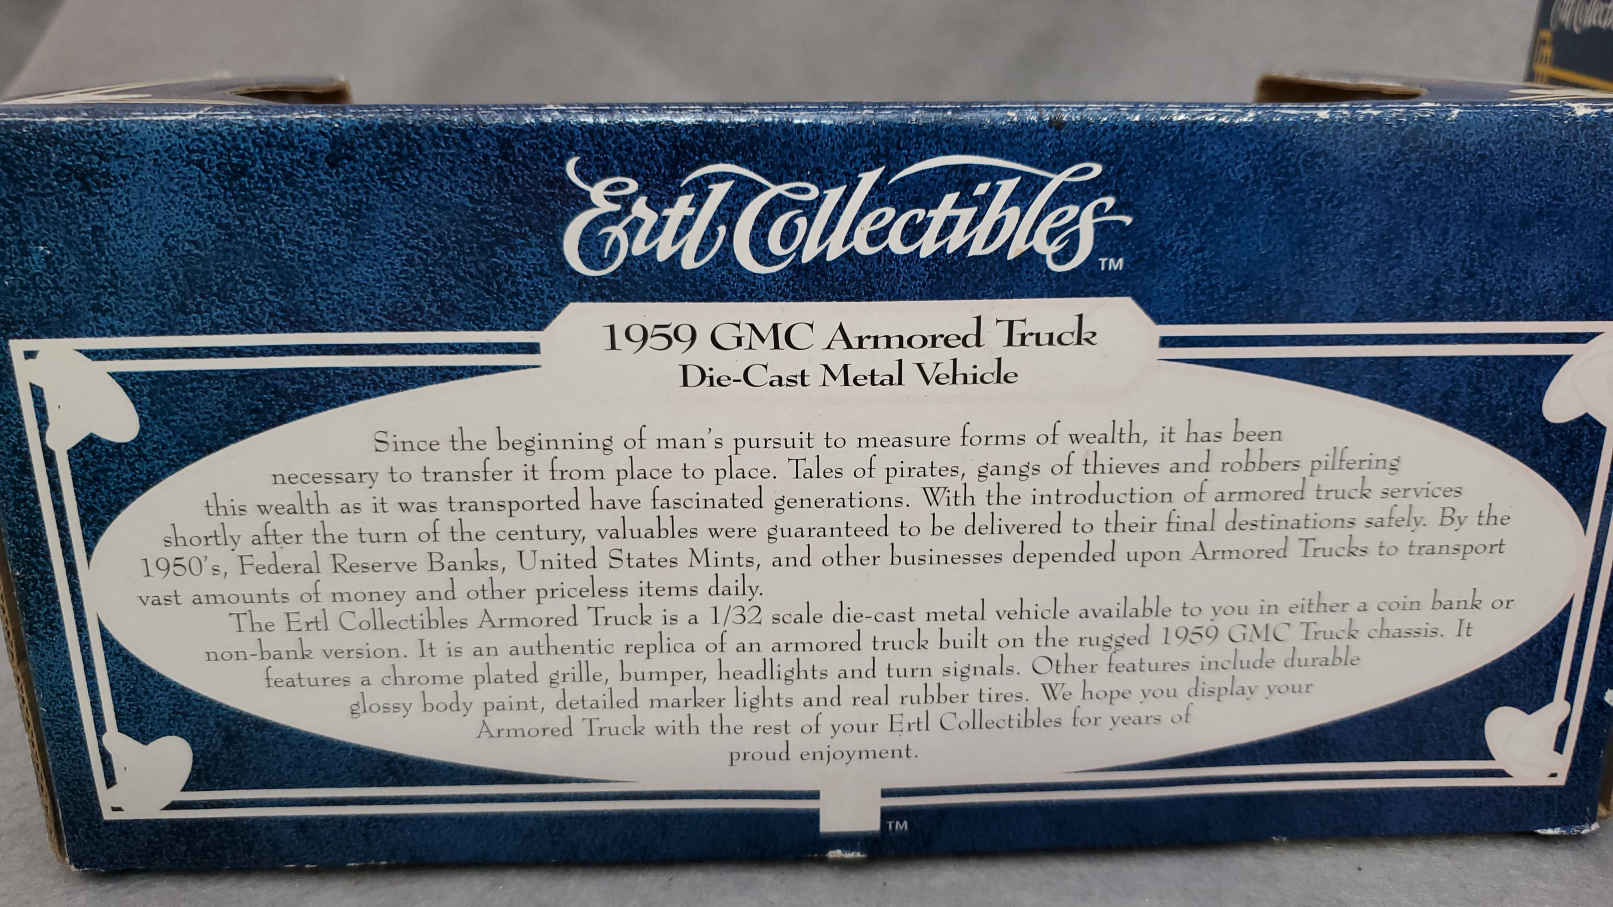 Ertl Collectibles™
1959 GMC Armored Truck
Die-Cast Metal Vehicle
Since the beginning of man's pursuit to measure forms of wealth, it has been
necessary to transfer it from place to place. Tales of pirates, gangs of thieves and robbers pilfering
this wealth as it was transported have fascinated generations. With the introduction of armored truck services
shortly after the turn of the century, valuables were guaranteed to be delivered to their final destinations safely. By the
1950's, Federal Reserve Banks, United States Mints, and other businesses depended upon Armored Trucks to transport
vast amounts of money and other priceless items daily.
The Ertl Collectibles Armored Truck is a 1/32 scale die-cast metal vehicle available to you in either a coin bank or
non-bank version. It is an authentic replica of an armored truck built on the rugged 1959 GMC Truck chassis. It
features a chrome plated grille, bumper, headlights and turn signals. Other features include durable
glossy body paint, detailed marker lights and real rubber tires. We hope you display your
Armored Truck with the rest of your Ertl Collectibles for years of
proud enjoyment.
™